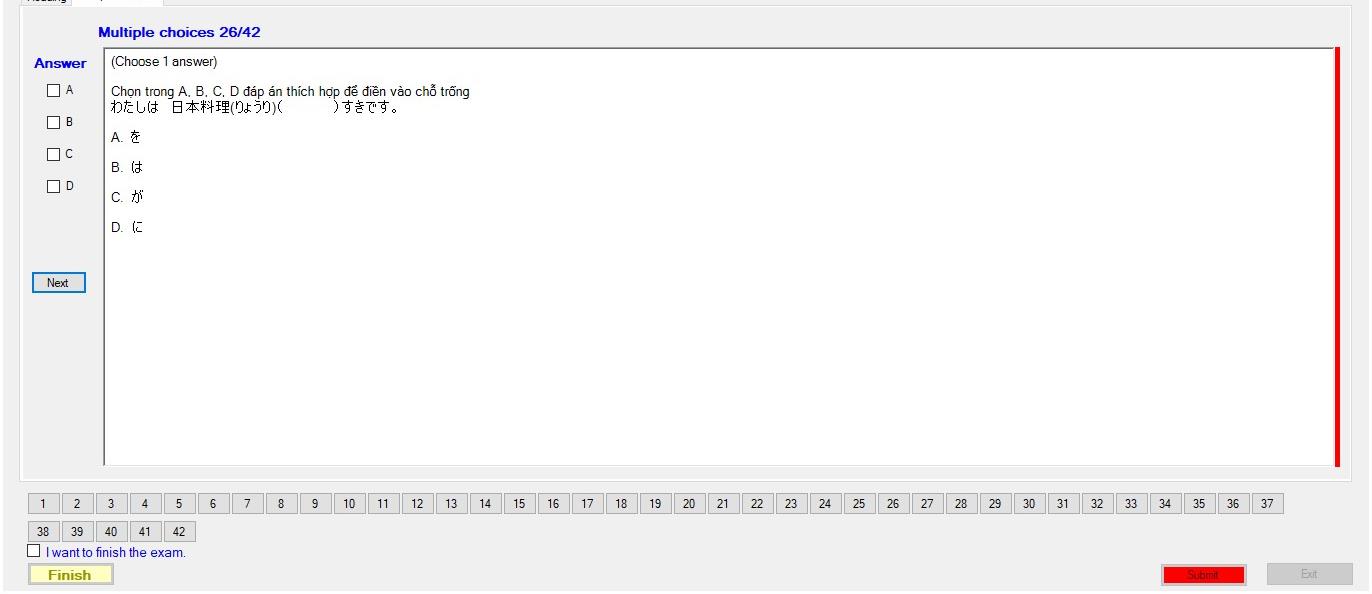 Multiple choices 26/42
Answer
(Choose 1 answer)
A
Chọn trong A, B, C, D đáp án thích hợp để điền vào chỗ trống
わたしは 日本料理(りょうり)( )すきです。
B
A. を
C
B. は
D
C. が
D. に
Next
1 2 3 4 5 6 7 8 9 10 11 12 13 14 15 16 17 18 19 20 21 22 23 24 25 26 27 28 29 30 31 32 33 34 35 36 37
38 39 40 41 42
I want to finish the exam.
Finish
Submit
Exit